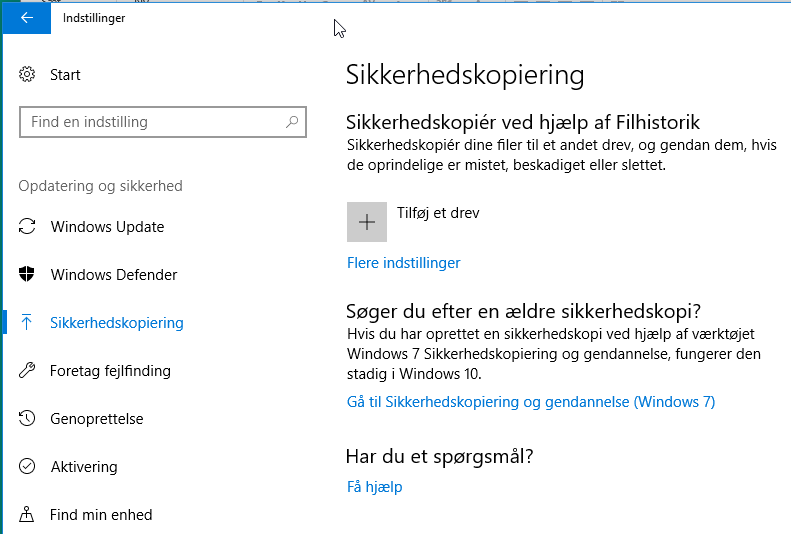 Indstillinger
Start
Find en indstilling
Opdatering og sikkerhed
Windows Update
Windows Defender
Sikkerhedskopiering
Foretag fejlfinding
Genoprettelse
Aktivering
Find min enhed
Sikkerhedskopiering
Sikkerhedskopiér ved hjælp af Filhistorik
Sikkerhedskopiér dine filer til et andet drev, og gendan dem, hvis
de oprindelige er mistet, beskadiget eller slettet.
Tilføj et drev
Flere indstillinger
Søger du efter en ældre sikkerhedskopi?
Hvis du har oprettet en sikkerhedskopi ved hjælp af værktøjet
Windows 7 Sikkerhedskopiering og gendannelse, fungerer den
stadig i Windows 10.
Gå til Sikkerhedskopiering og gendannelse (Windows 7)
Har du et spørgsmål?
Få hjælp